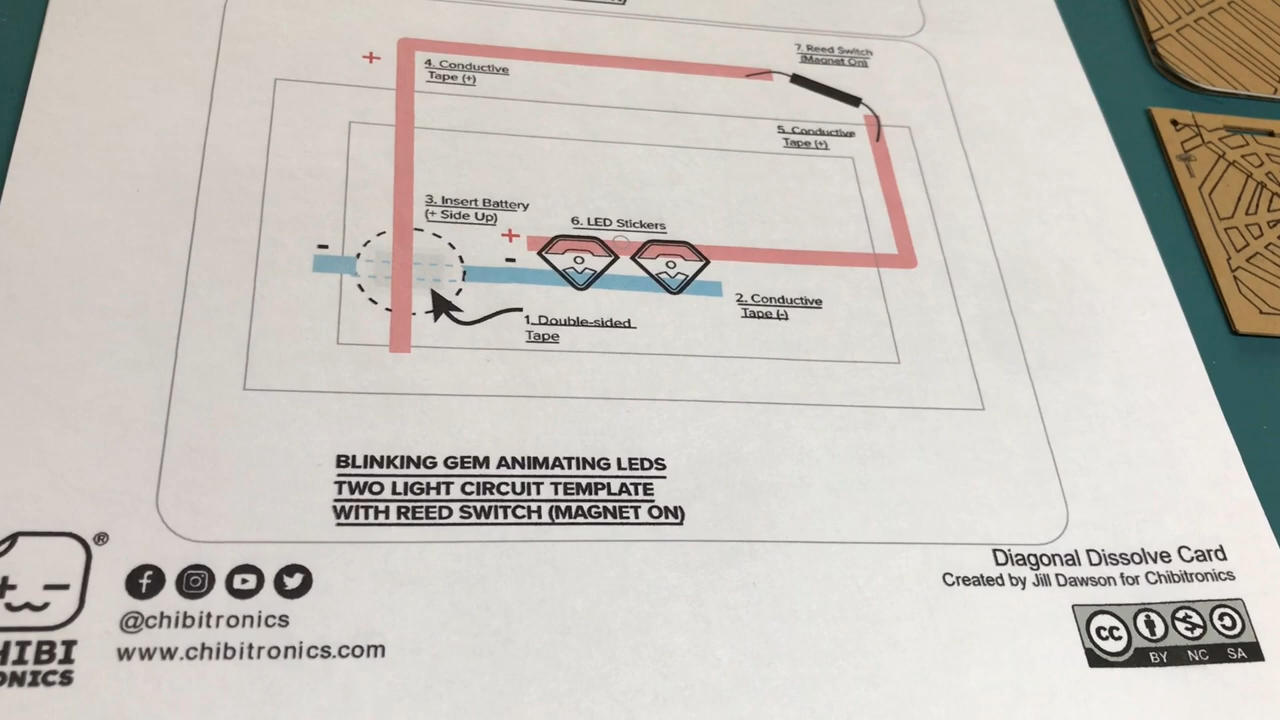 +
4. Conductive
Tape (+)
7. Reed Switch
(Magnet On)
5. Conductive
Tape (+)
3. Insert Battery
(+ Side Up)
6. LED Stickers
+
-
-
2. Conductive
Tape (-)
1. Double-sided
Tape
BLINKING GEM ANIMATING LEDS
TWO LIGHT CIRCUIT TEMPLATE
WITH REED SWITCH (MAGNET ON)
®
@chibitronics
www.chibitronics.com
HIBI
ONICS
Diagonal Dissolve Card
Created by Jill Dawson for Chibitronics
cc
BY NC SA